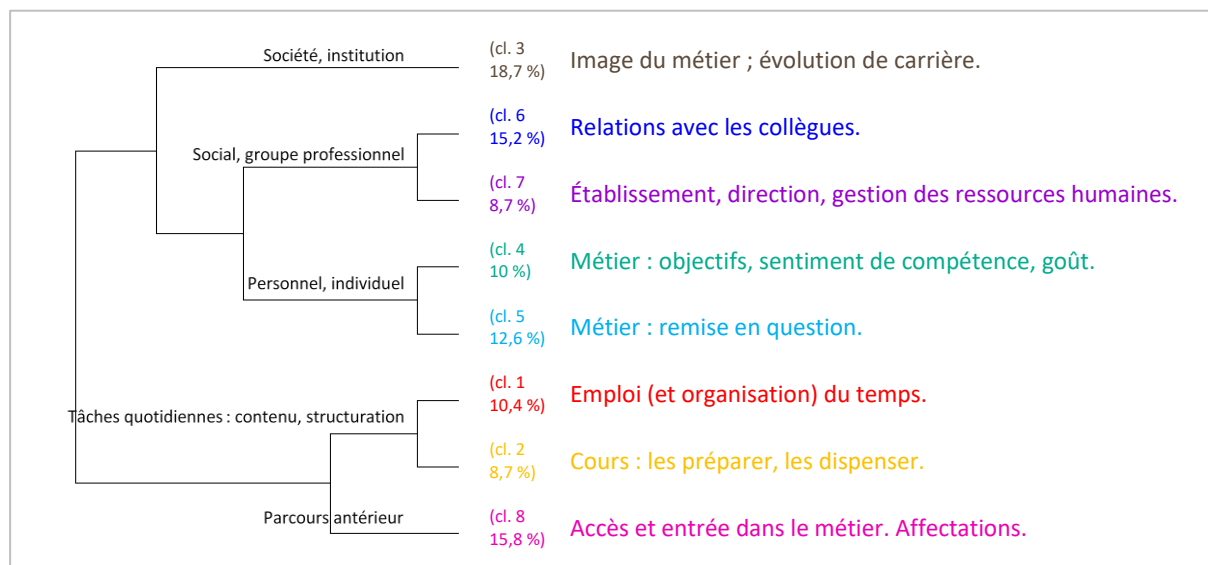 Société, institution
(cl. 3
18,7 %)
Image du métier ; évolution de carrière.
Social, groupe professionnel
(cl. 6
15,2 %)
Relations avec les collègues.
(cl. 7
8,7 %)
Établissement, direction, gestion des ressources humaines.
Personnel, individuel
(cl. 4
10 %)
Métier : objectifs, sentiment de compétence, goût.
(cl. 5
12,6 %)
Métier : remise en question.
Tâches quotidiennes : contenu, structuration
(cl. 1
10,4 %)
Emploi (et organisation) du temps.
(cl. 2
8,7 %)
Cours : les préparer, les dispenser.
Parcours antérieur
(cl. 8
15,8 %)
Accès et entrée dans le métier. Affectations.